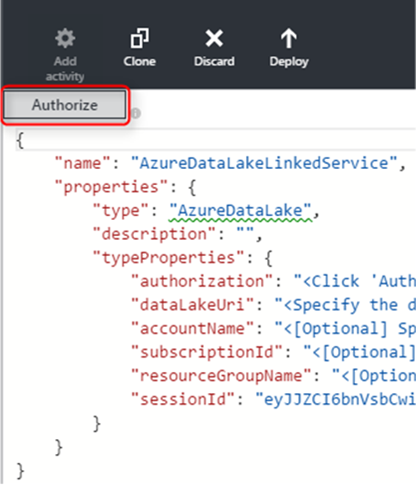 Add Clone Discard Deploy
activity
Authorize
{
"name": "AzureDataLakeLinkedService",
"properties": {
"type": "AzureDataLake",
"description": "",
"typeProperties": {
"authorization": "<Click 'Auth
"dataLakeUri": "<Specify the d
"accountName": "<[Optional] Sp
"subscriptionId": "<[Optional]
"resourceGroupName": "<[Option
"sessionId": "eyJJZCI6bnVsbCwi
}
}
}